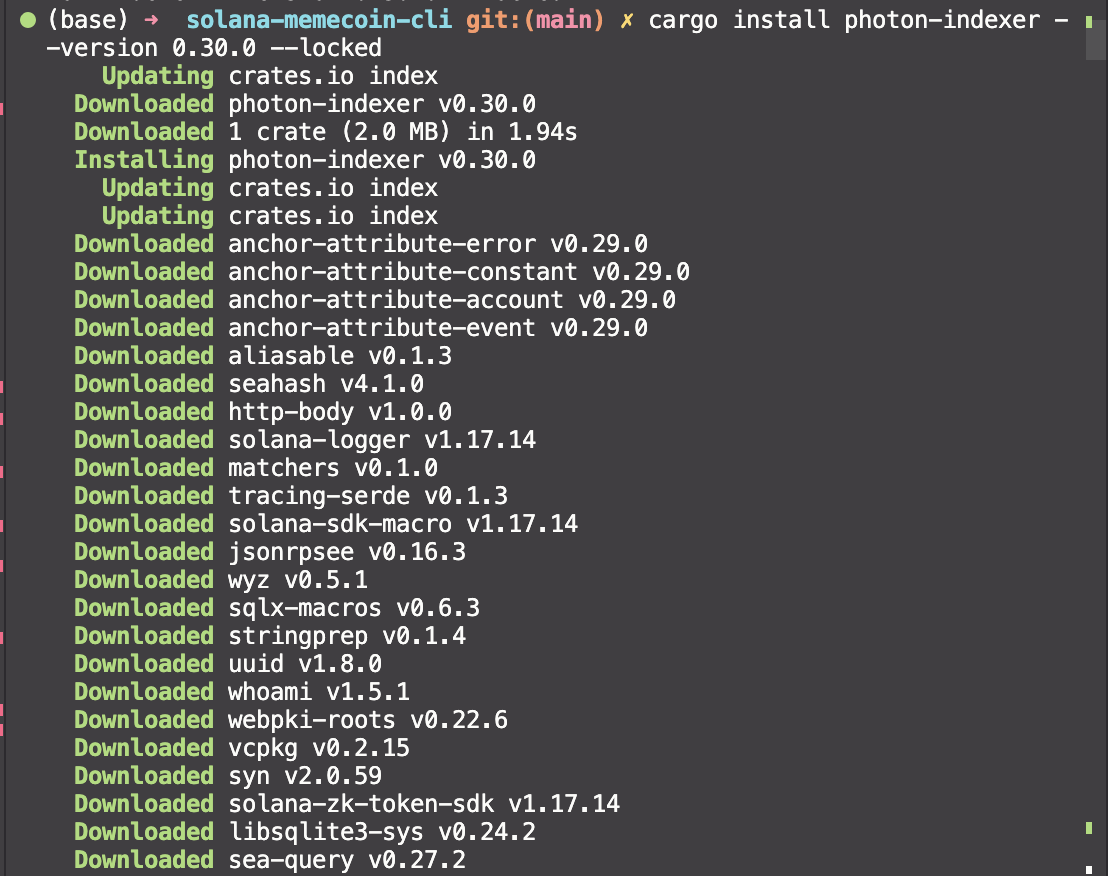 (base) ➜ solana-memecoin-cli git:(main) ✗ cargo install photon-indexer -
-version 0.30.0 --locked
Updating crates.io index
Downloaded photon-indexer v0.30.0
Downloaded 1 crate (2.0 MB) in 1.94s
Installing photon-indexer v0.30.0
Updating crates.io index
Updating crates.io index
Downloaded anchor-attribute-error v0.29.0
Downloaded anchor-attribute-constant v0.29.0
Downloaded anchor-attribute-account v0.29.0
Downloaded anchor-attribute-event v0.29.0
Downloaded aliasable v0.1.3
Downloaded seahash v4.1.0
Downloaded http-body v1.0.0
Downloaded solana-logger v1.17.14
Downloaded matchers v0.1.0
Downloaded tracing-serde v0.1.3
Downloaded solana-sdk-macro v1.17.14
Downloaded jsonrpsee v0.16.3
Downloaded wyz v0.5.1
Downloaded sqlx-macros v0.6.3
Downloaded stringprep v0.1.4
Downloaded uuid v1.8.0
Downloaded whoami v1.5.1
Downloaded webpki-roots v0.22.6
Downloaded vcpkg v0.2.15
Downloaded syn v2.0.59
Downloaded solana-zk-token-sdk v1.17.14
Downloaded libsqlite3-sys v0.24.2
Downloaded sea-query v0.27.2